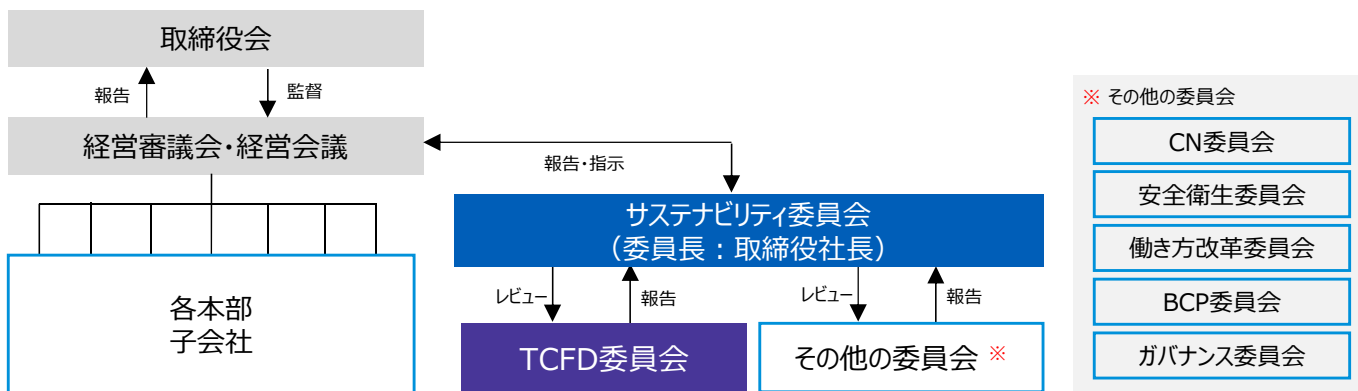 取締役会
報告
監督
経営審議会・経営会議
報告・指示
サステナビリティ委員会
（委員長：取締役社長）
各本部
子会社
レビュー
報告
レビュー
報告
TCFD委員会
その他の委員会 ※
※ その他の委員会
CN委員会
安全衛生委員会
働き方改革委員会
BCP委員会
ガバナンス委員会